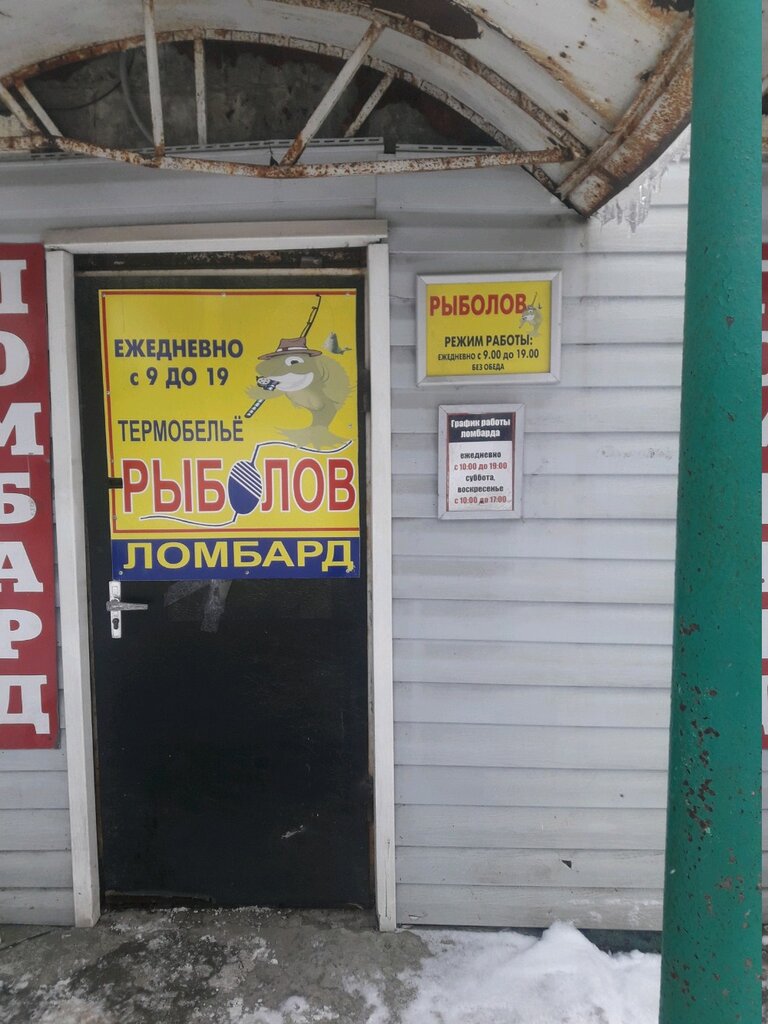 ЛОМБАРД
ЕЖЕДНЕВНО
с 9 ДО 19
ТЕРМОБЕЛЬЁ
РЫБОЛОВ
ЛОМБАРД
РЫБОЛОВ
РЕЖИМ РАБОТЫ:
ЕЖЕДНЕВНО с 9.00 до 19.00
БЕЗ ОБЕДА
График работы
ломбарда
ежедневно
с 10:00 до 19:00
суббота,
воскресенье
с 10:00 до 17:00